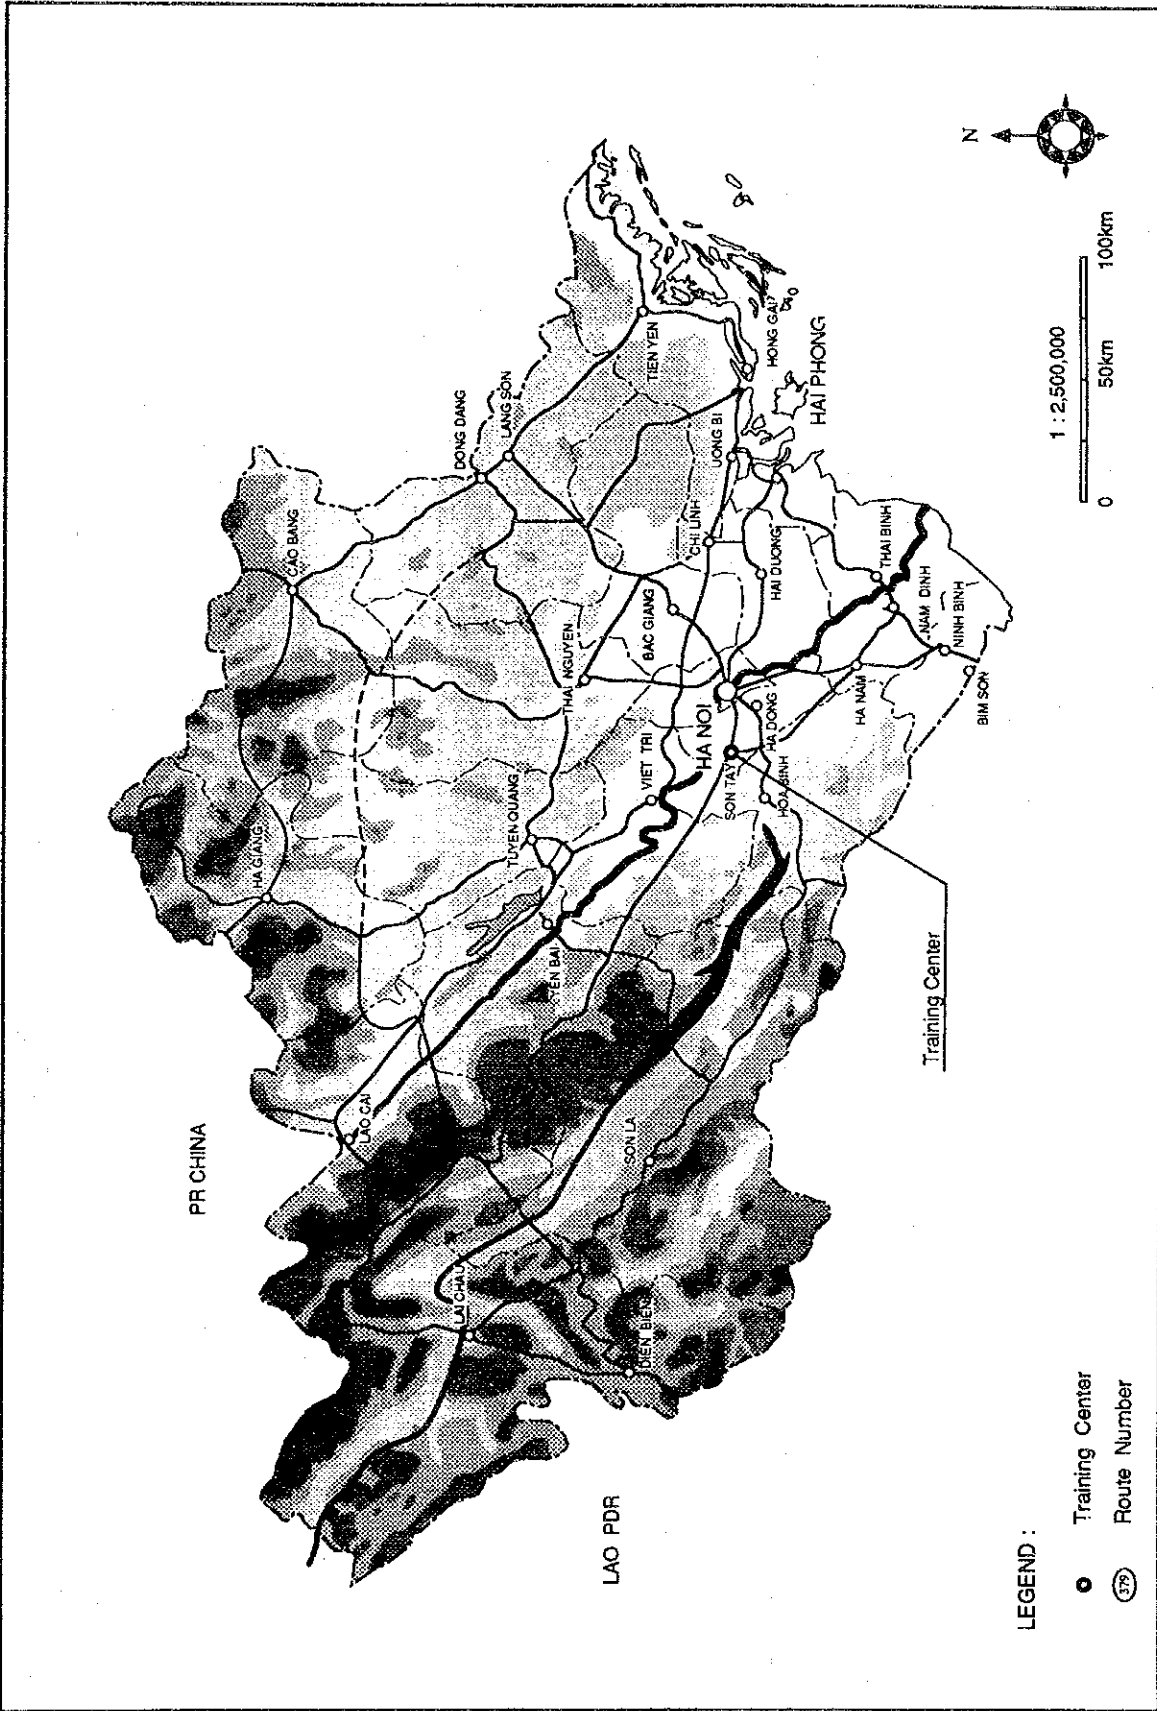 PR CHINA
LAO PDR
N
HA GIANG
CAO BANG
LAO CAI
DONG DANG
LANG SON
LAI CHAU
TUYEN QUANG
THAI NGUYEN
YEN BAI
TIEN YEN
DIEN BIEN
SON LA
VIET TRI
BAC GIANG
CHI LINH
UONG BI
HONG GAI
HA NOI
SON TAY
HA DONG
HOA BINH
HAI DUONG
HAI PHONG
HA NAM
THAI BINH
NAM DINH
NINH BINH
BIM SON
Training Center
1 : 2,500,000
0 50km 100km
LEGEND :
Training Center
379 Route Number